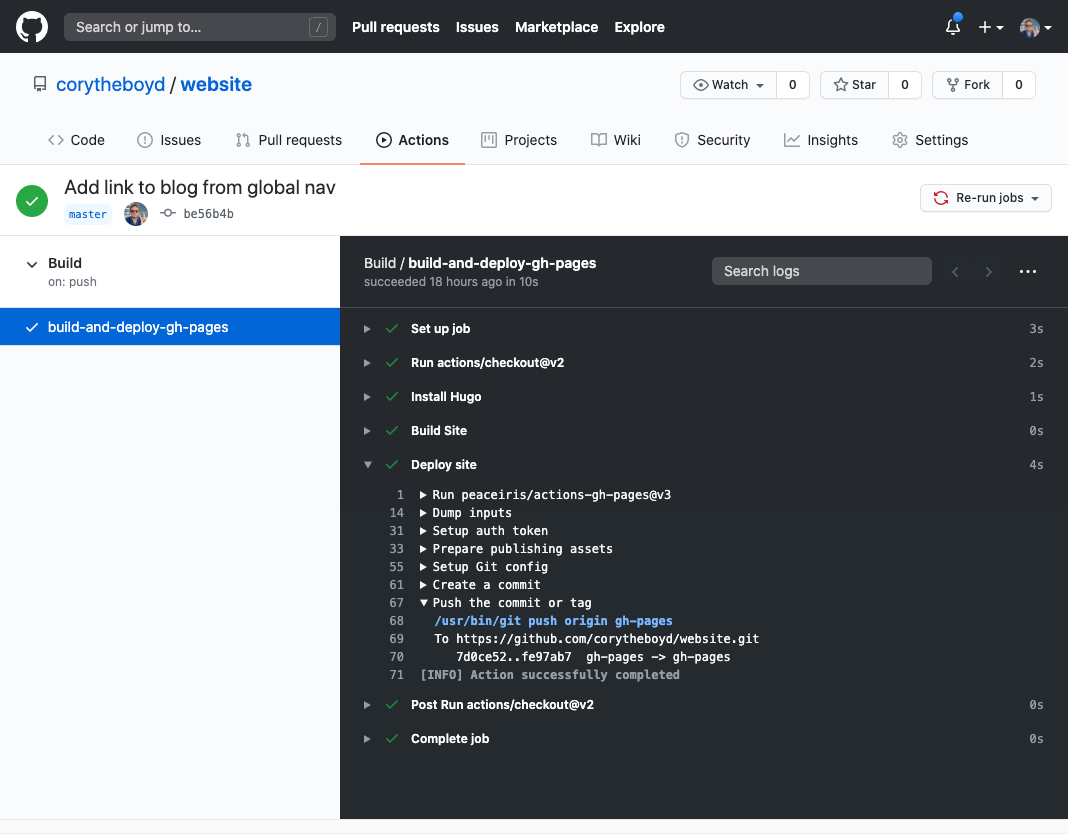 Search or jump to... /
Pull requests Issues Marketplace Explore
corytheboyd / website
Watch 0 Star 0 Fork 0
Code Issues Pull requests Actions Projects Wiki Security Insights Settings
Add link to blog from global nav
master be56b4b
Re-run jobs
Build
on: push
build-and-deploy-gh-pages
Build / build-and-deploy-gh-pages
succeeded 18 hours ago in 10s
Search logs
Set up job 3s
Run actions/checkout@v2 2s
Install Hugo 1s
Build Site 0s
Deploy site 4s
1 Run peaceiris/actions-gh-pages@v3
14 Dump inputs
31 Setup auth token
33 Prepare publishing assets
55 Setup Git config
61 Create a commit
67 Push the commit or tag
68 /usr/bin/git push origin gh-pages
69 To https://github.com/corytheboyd/website.git
70 7d0ce52..fe97ab7 gh-pages -> gh-pages
71 [INFO] Action successfully completed
Post Run actions/checkout@v2 0s
Complete job 0s